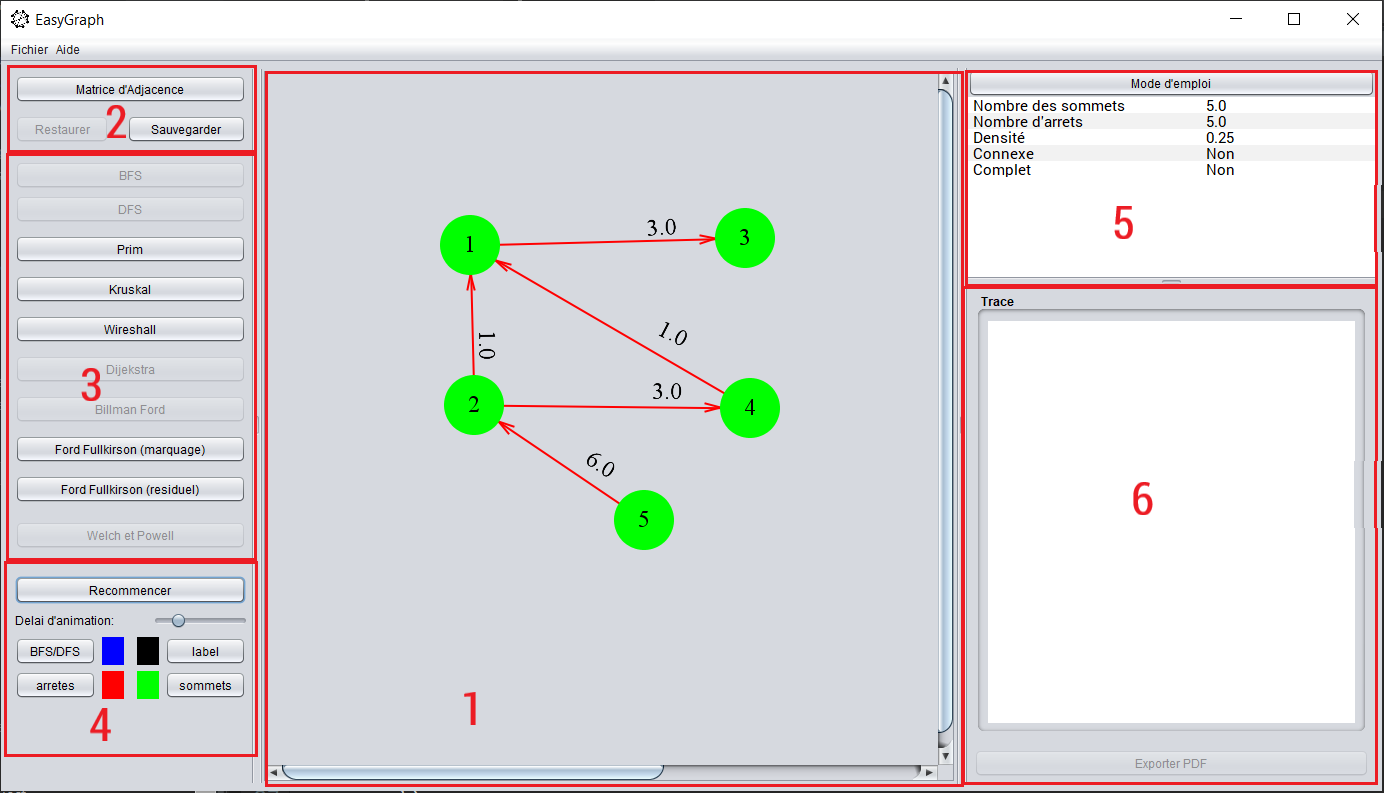 EasyGraph
Fichier Aide
Matrice d'Adjacence
Restaurer
2
Sauvegarder
BFS
DFS
Prim
Kruskal
Wireshall
Dijekstra
3
Billman Ford
Ford Fullkirson (marquage)
Ford Fullkirson (residuel)
Welch et Powell
Recommencer
Delai d'animation:
BFS/DFS
label
arretes
sommets
4
1
3.0
3
1.0
1.0
2
3.0
4
6.0
5
1
Mode d'emploi
Nombre des sommets 5.0
Nombre d'arrets 5.0
Densité 0.25
Connexe Non
Complet Non
5
Trace
6
Exporter PDF